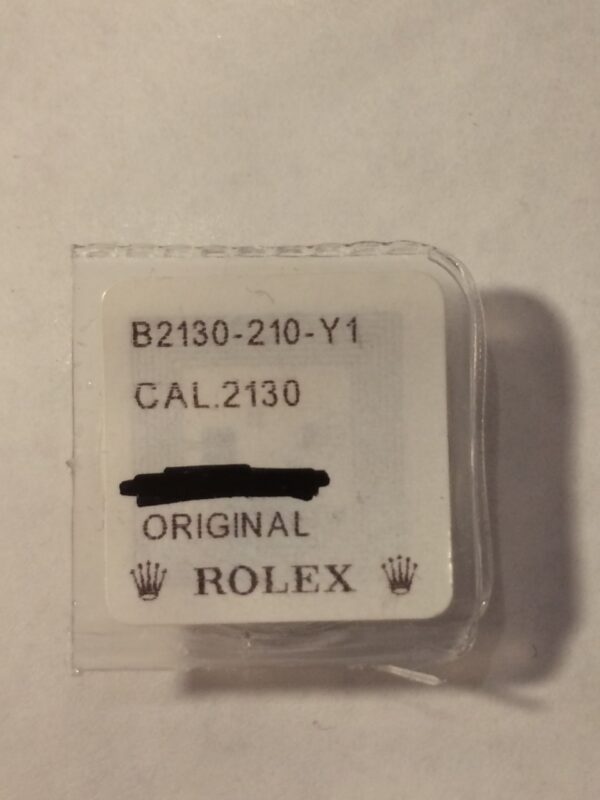 B2130-210-Y1
CAL.2130
ORIGINAL
ROLEX